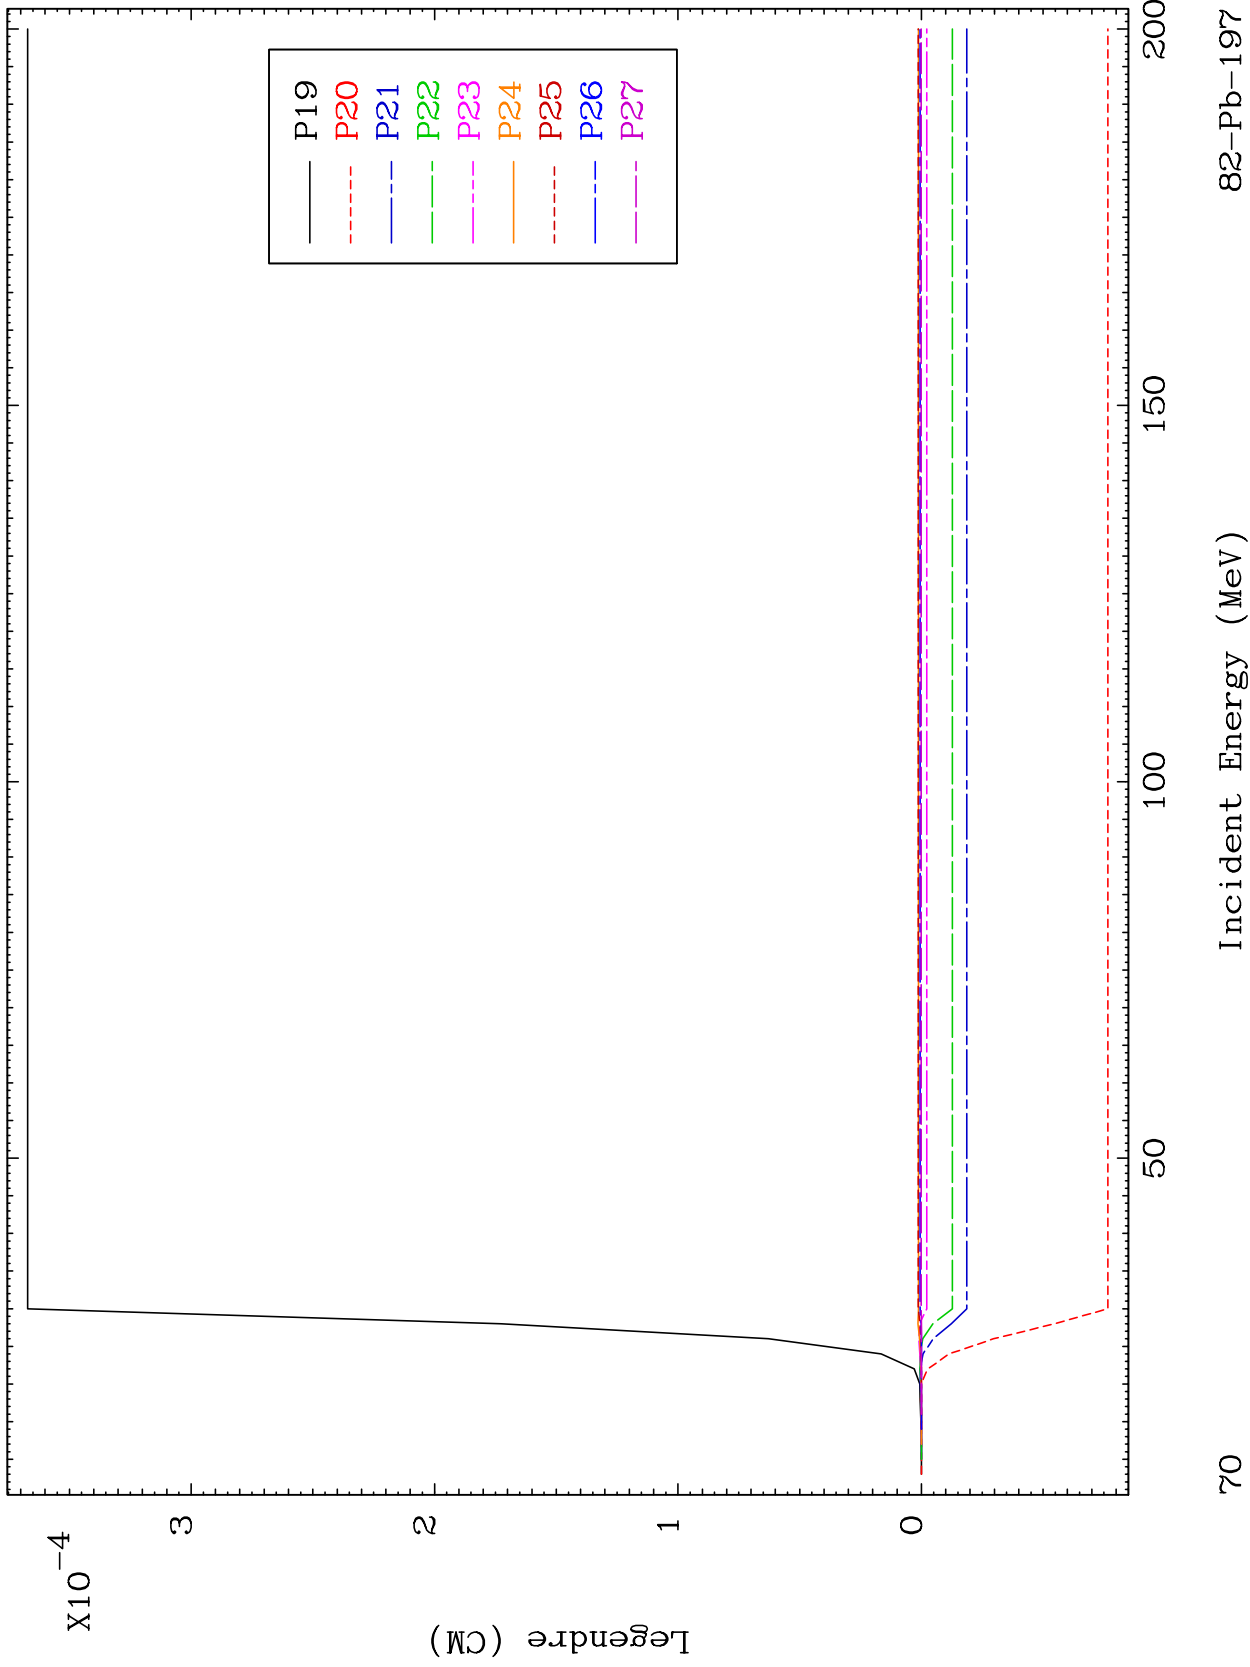 X10^-4
3
2
1
0
Legendre (CM)
P19
P20
P21
P22
P23
P24
P25
P26
P27
50
100
150
200
Incident Energy (MeV)
70
82-Pb-197